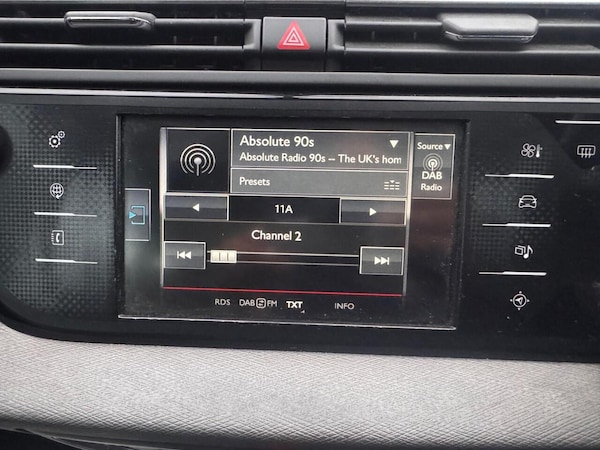 Absolute 90s
Absolute Radio 90s -- The UK's hom
Source
DAB
Radio
Presets
11A
Channel 2
RDS DAB FM TXT INFO